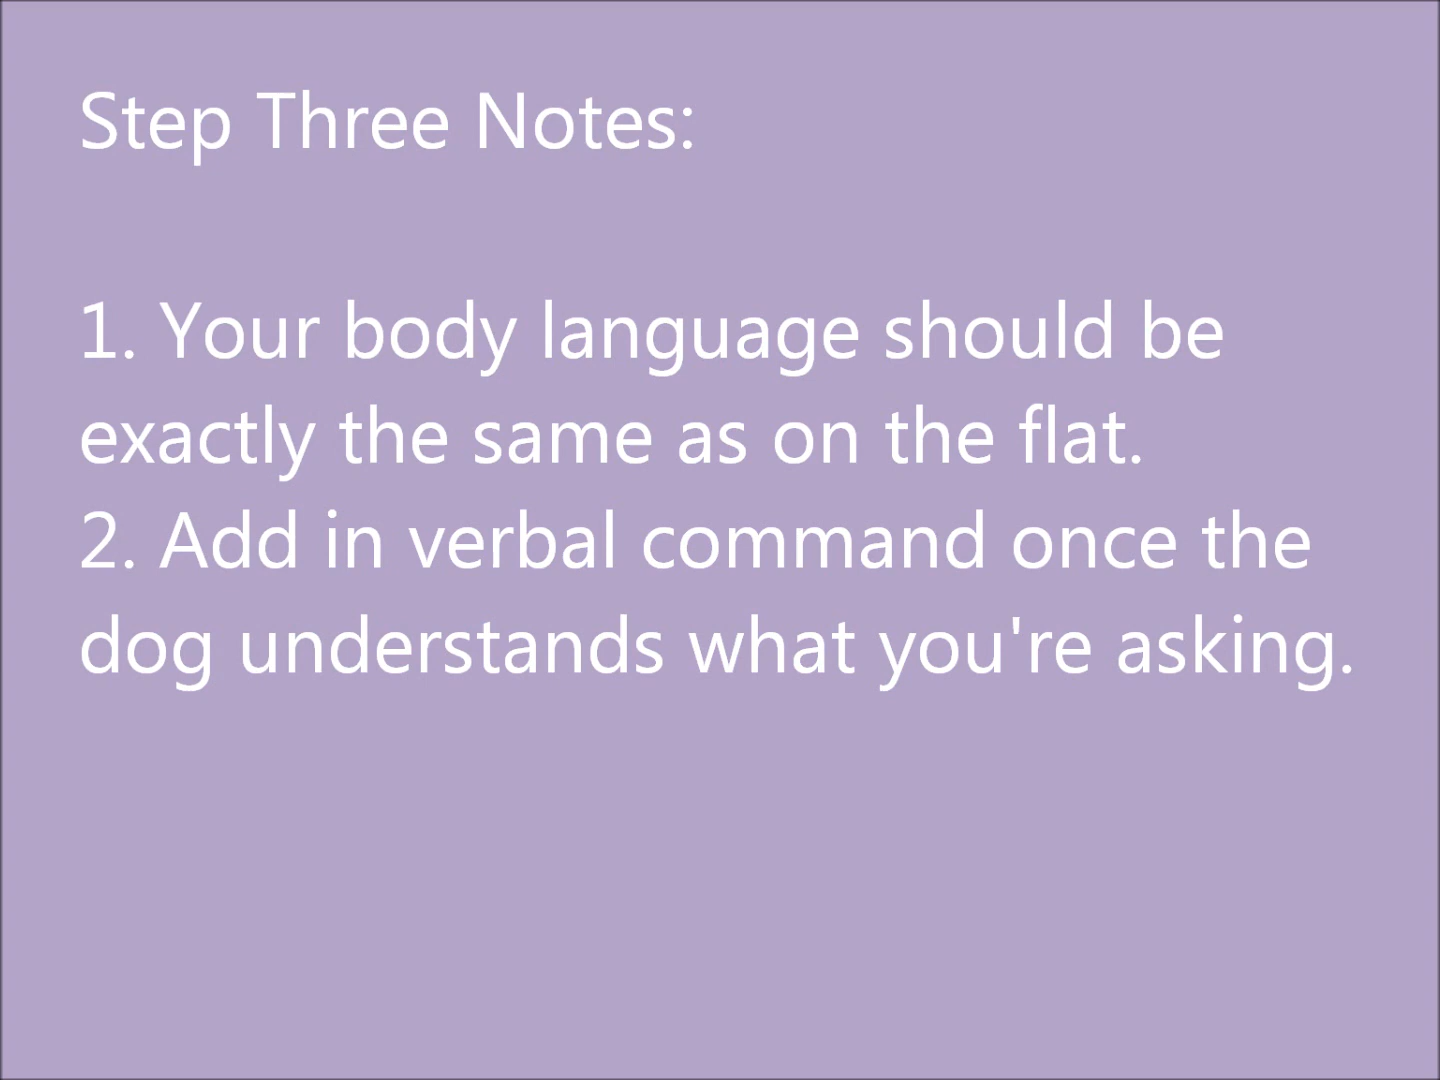 Step Three Notes:
1. Your body language should be
exactly the same as on the flat.
2. Add in verbal command once the
dog understands what you're asking.